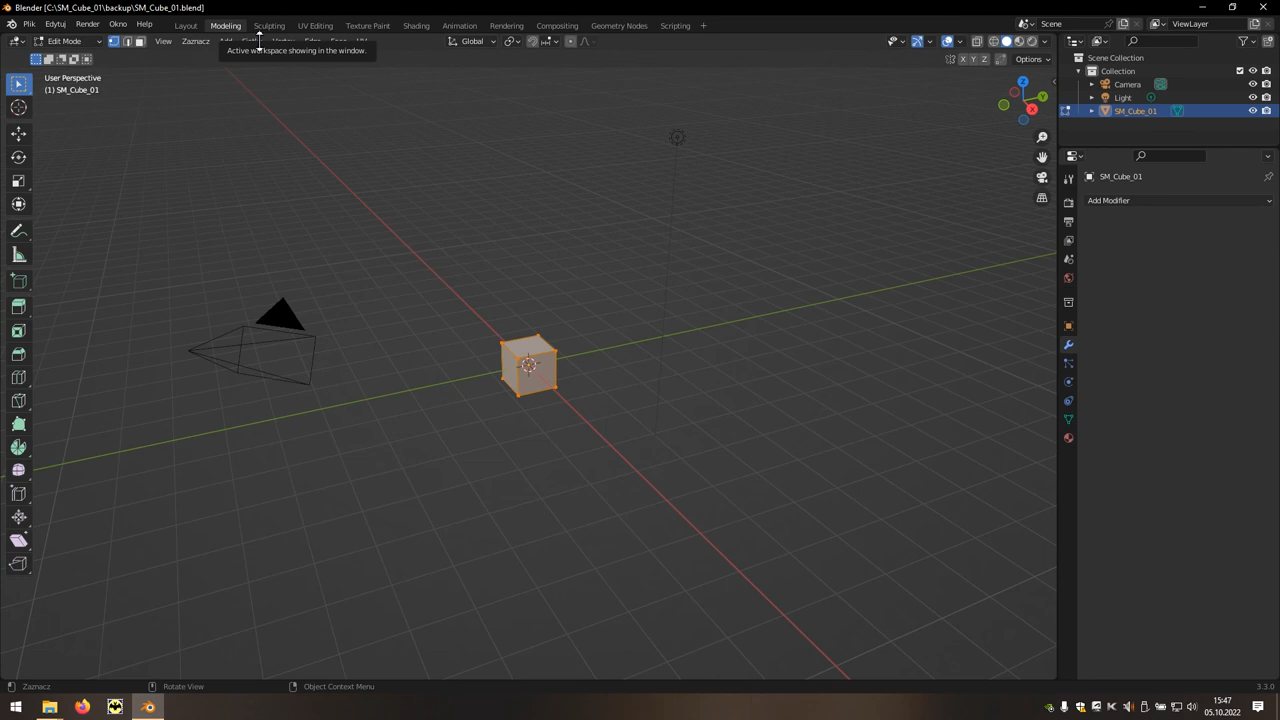 Blender [C:\SM_Cube_01\backup\SM_Cube_01.blend]
Plik Edytuj Render Okno Help Layout Modeling Sculpting UV Editing Texture Paint Shading Animation Rendering Compositing Geometry Nodes Scripting + Scene ViewLayer
Edit Mode View Zaznacz Global
Active workspace showing in the window.
X Y Z Options
User Perspective
(1) SM_Cube_01
Scene Collection
Collection
Camera
Light
SM_Cube_01
Z
Y
X
SM_Cube_01
Add Modifier
Zaznacz Rotate View Object Context Menu 3.3.0
15:47
05.10.2022